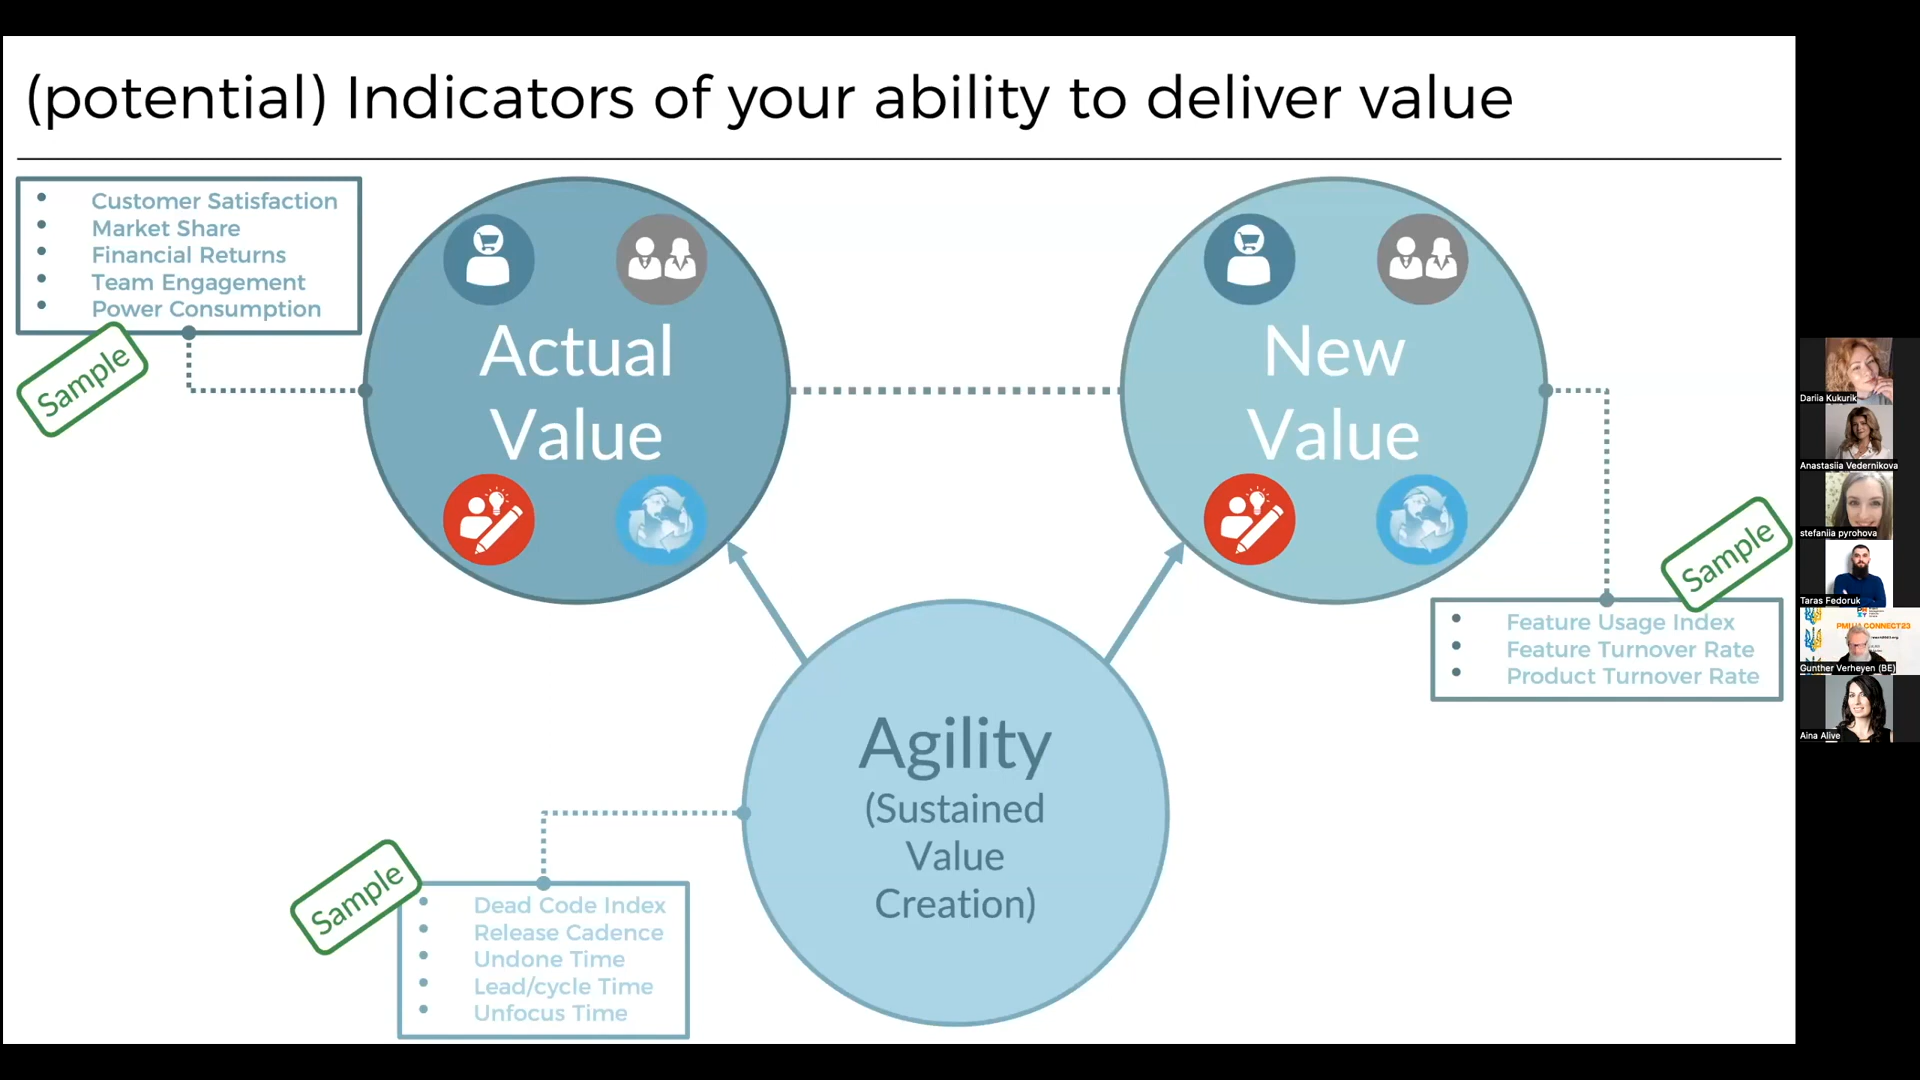 (potential) Indicators of your ability to deliver value
• Customer Satisfaction
• Market Share
• Financial Returns
• Team Engagement
• Power Consumption
Sample
Actual
Value
New
Value
Sample
• Feature Usage Index
• Feature Turnover Rate
• Product Turnover Rate
Agility
(Sustained
Value
Creation)
Sample
• Dead Code Index
• Release Cadence
• Undone Time
• Lead/cycle Time
• Unfocus Time
Dariia Kukurik
Anastasiia Vedernikova
stefaniia pyrohova
Taras Fedoruk
CONNECT23
Gunther Verheyen (BE)
Aina Alive